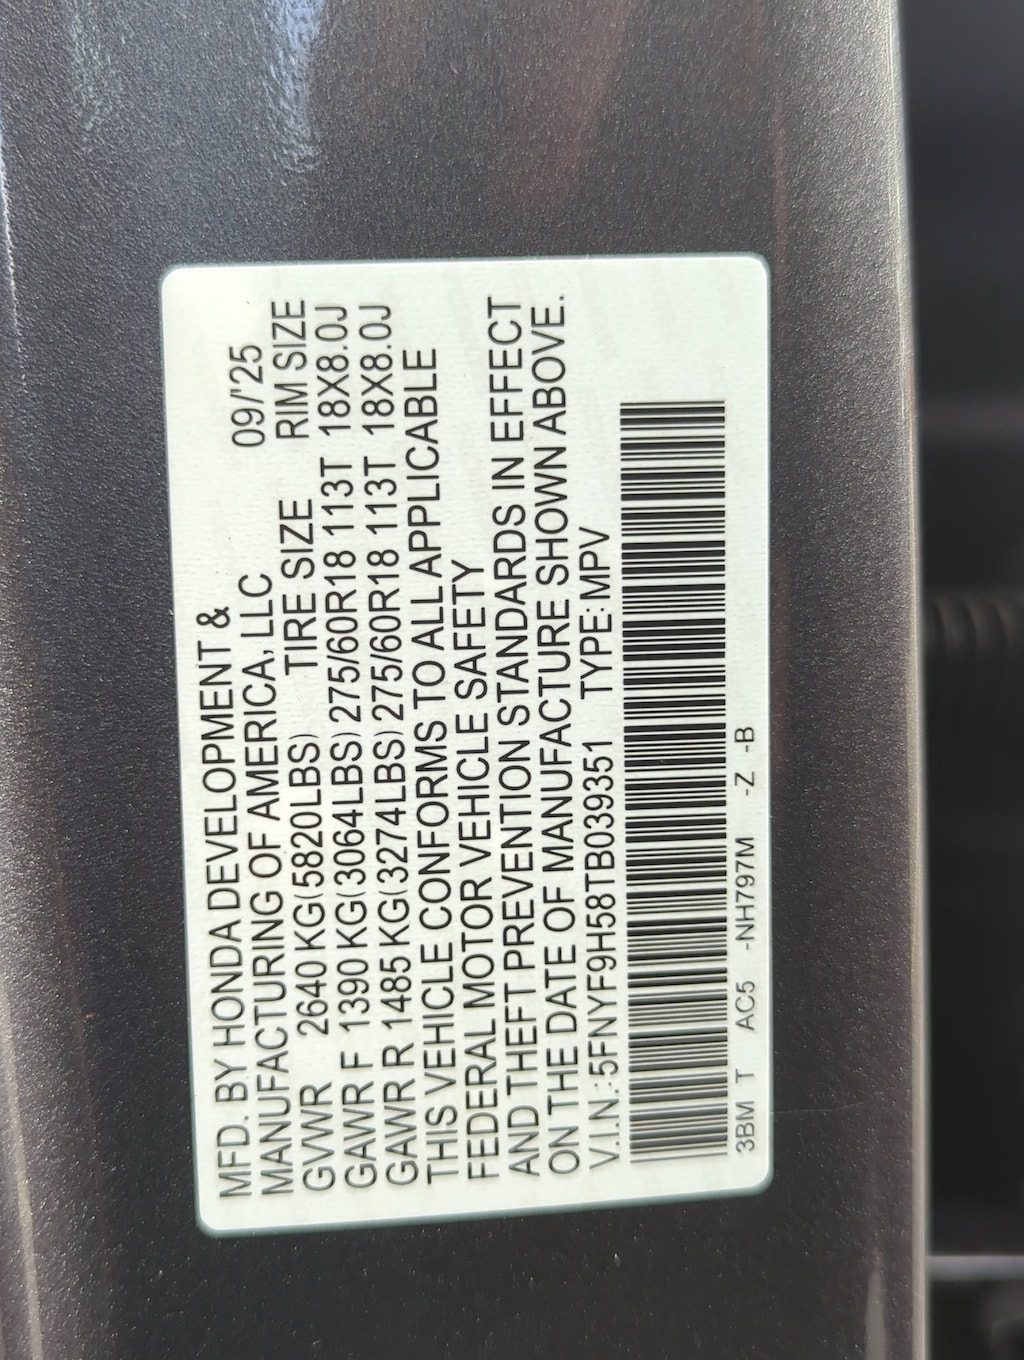 MFD. BY HONDA DEVELOPMENT &
MANUFACTURING OF AMERICA, LLC 09/'25
GVWR 2640 KG(5820LBS) TIRE SIZE RIM SIZE
GAWR F 1390 KG(3064LBS) 275/60R18 113T 18X8.0J
GAWR R 1485 KG(3274LBS) 275/60R18 113T 18X8.0J
THIS VEHICLE CONFORMS TO ALL APPLICABLE
FEDERAL MOTOR VEHICLE SAFETY
AND THEFT PREVENTION STANDARDS IN EFFECT
ON THE DATE OF MANUFACTURE SHOWN ABOVE.
V.I.N.:5FNYF9H58TB039351 TYPE:MPV
3BM T AC5 -NH797M -Z -B